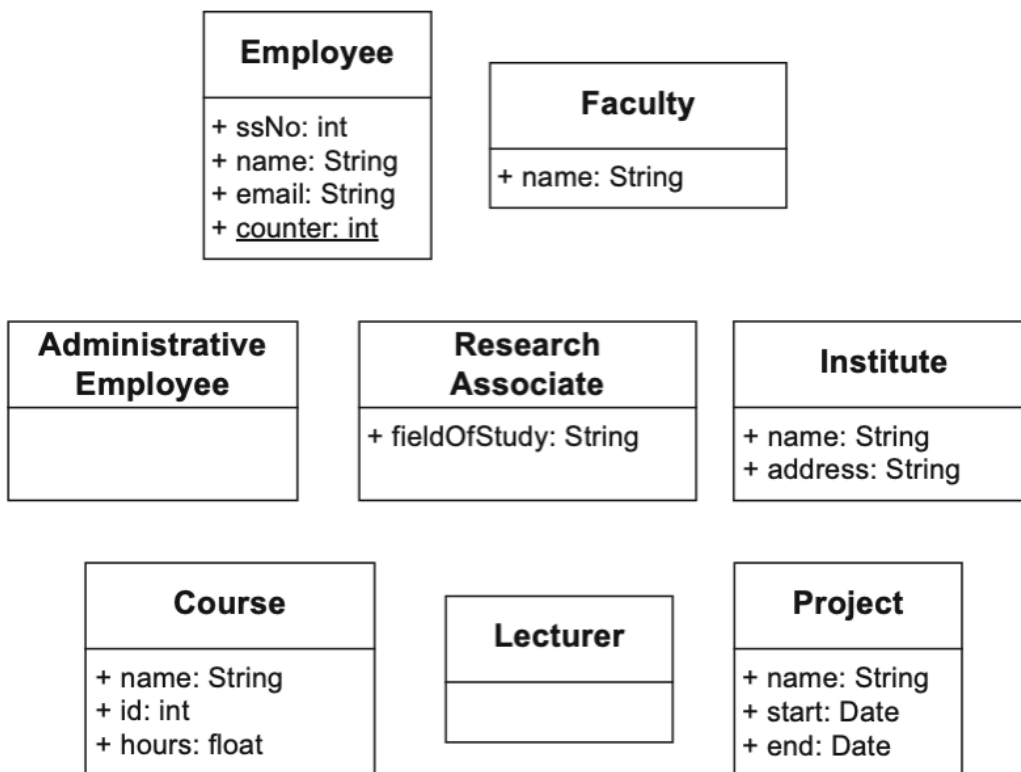 Employee
+ ssNo: int
+ name: String
+ email: String
+ counter: int
Faculty
+ name: String
Administrative
Employee
Research
Associate
+ fieldOfStudy: String
Institute
+ name: String
+ address: String
Course
+ name: String
+ id: int
+ hours: float
Lecturer
Project
+ name: String
+ start: Date
+ end: Date